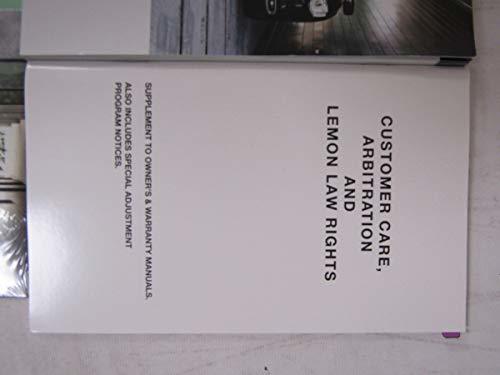 CUSTOMER CARE,
ARBITRATION
AND
LEMON LAW RIGHTS
SUPPLEMENT TO OWNER'S & WARRANTY MANUALS.
ALSO INCLUDES SPECIAL ADJUSTMENT
PROGRAM NOTICES.